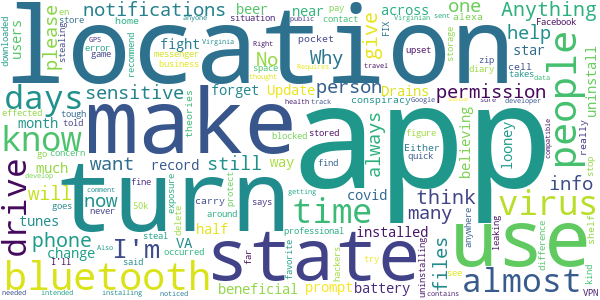 location
app
make
turn
state
use
time
virus
bluetooth
almost
people
days
know
drive
notifications
sensitive
permission
Anything
please
phone
think
many
files
info
I'm
want
still
will
now
give
help
one
person
Why
No
always
covid
installed
prompt
battery
beneficial
record
way
half
VA
change
tunes
month
much
forget
fight
beer
near
across
star
believing
looney
uninstall
users
error
game
store
home
situation
public
pay
contact
anyone
alexa
Facebook
Virginian
sent
FIX
upset
storage
travel
zip
cell
diary
takes
data
developer
sure
Google
conspiracy
Update
Required
Drains
pocket
quick
Either
figure
stored
blocked
find
theories
health
track
thought
space
recommend
messenger
business
Virginia
Right
GPS
downloaded
stealing
en
effected
tough
told
concern
go
develop
comment
never
fine
goes
I'll
said
Also
needed
intended
installing
noticed
occurred
delete
steal
50k
exposure
protect
carry
around
says
getting
professional
favorite
far
hackers
try
uninstalling
see
contains
leaking
anywhere
difference
really
compatible
stop
shelf
kind
VPN